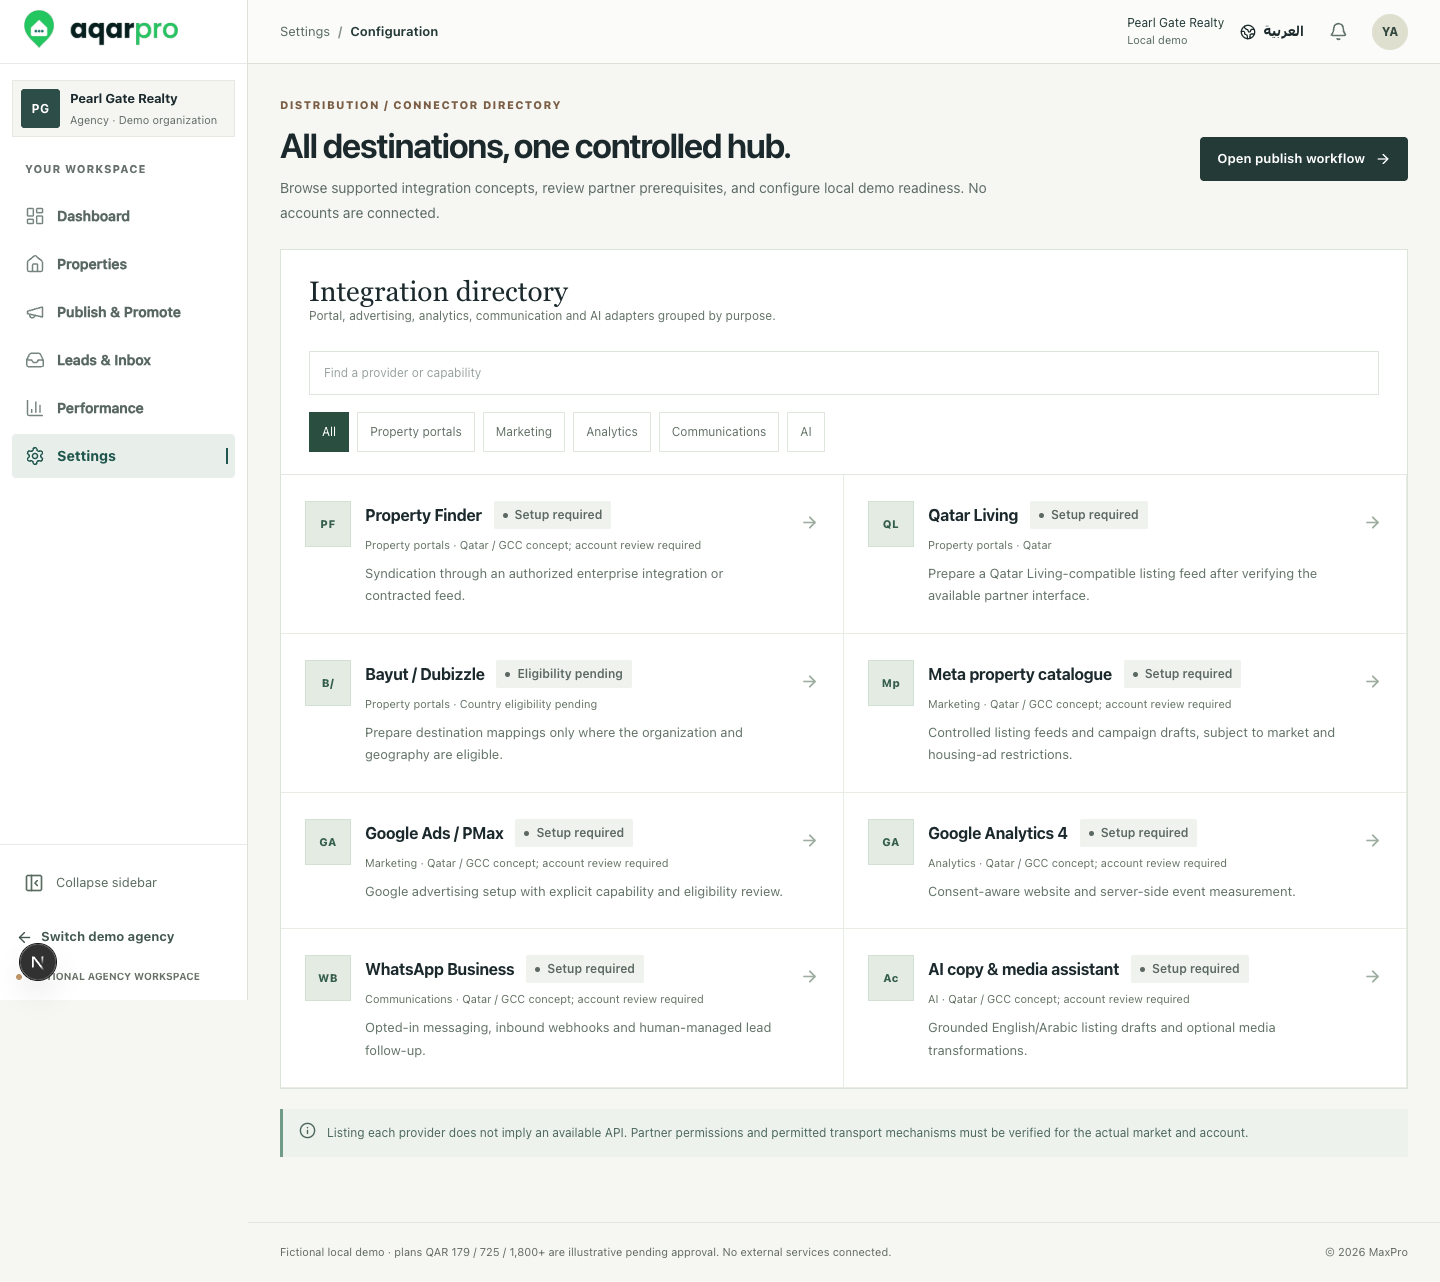 aqarpro
Settings / Configuration
Pearl Gate Realty
Local demo
العربية
YA
PG
Pearl Gate Realty
Agency · Demo organization
YOUR WORKSPACE
Dashboard
Properties
Publish & Promote
Leads & Inbox
Performance
Settings
Collapse sidebar
Switch demo agency
N
IONAL AGENCY WORKSPACE
DISTRIBUTION / CONNECTOR DIRECTORY
All destinations, one controlled hub.
Browse supported integration concepts, review partner prerequisites, and configure local demo readiness. No
accounts are connected.
Open publish workflow
Integration directory
Portal, advertising, analytics, communication and AI adapters grouped by purpose.
Find a provider or capability
All
Property portals
Marketing
Analytics
Communications
AI
PF
Property Finder
Setup required
Property portals · Qatar / GCC concept; account review required
Syndication through an authorized enterprise integration or
contracted feed.
QL
Qatar Living
Setup required
Property portals · Qatar
Prepare a Qatar Living-compatible listing feed after verifying the
available partner interface.
B/
Bayut / Dubizzle
Eligibility pending
Property portals · Country eligibility pending
Prepare destination mappings only where the organization and
geography are eligible.
Mp
Meta property catalogue
Setup required
Marketing · Qatar / GCC concept; account review required
Controlled listing feeds and campaign drafts, subject to market and
housing-ad restrictions.
GA
Google Ads / PMax
Setup required
Marketing · Qatar / GCC concept; account review required
Google advertising setup with explicit capability and eligibility review.
GA
Google Analytics 4
Setup required
Analytics · Qatar / GCC concept; account review required
Consent-aware website and server-side event measurement.
WB
WhatsApp Business
Setup required
Communications · Qatar / GCC concept; account review required
Opted-in messaging, inbound webhooks and human-managed lead
follow-up.
Ac
AI copy & media assistant
Setup required
AI · Qatar / GCC concept; account review required
Grounded English/Arabic listing drafts and optional media
transformations.
Listing each provider does not imply an available API. Partner permissions and permitted transport mechanisms must be verified for the actual market and account.
Fictional local demo · plans QAR 179 / 725 / 1,800+ are illustrative pending approval. No external services connected.
© 2026 MaxPro